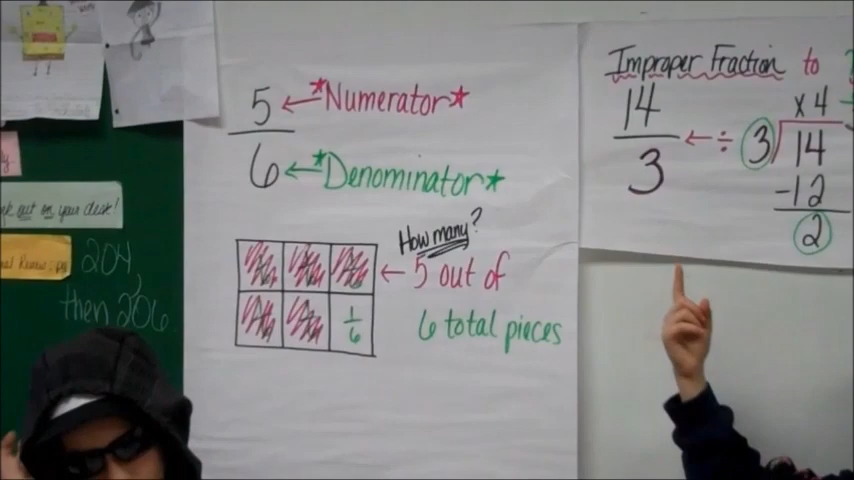 5 ← *Numerator*
6 ← *Denominator*
How many?
← 5 out of
6 total pieces
1/6
Improper Fraction to
14
3
← ÷
x 4
3 14
-12
2
out on your desk!
204,
then 206